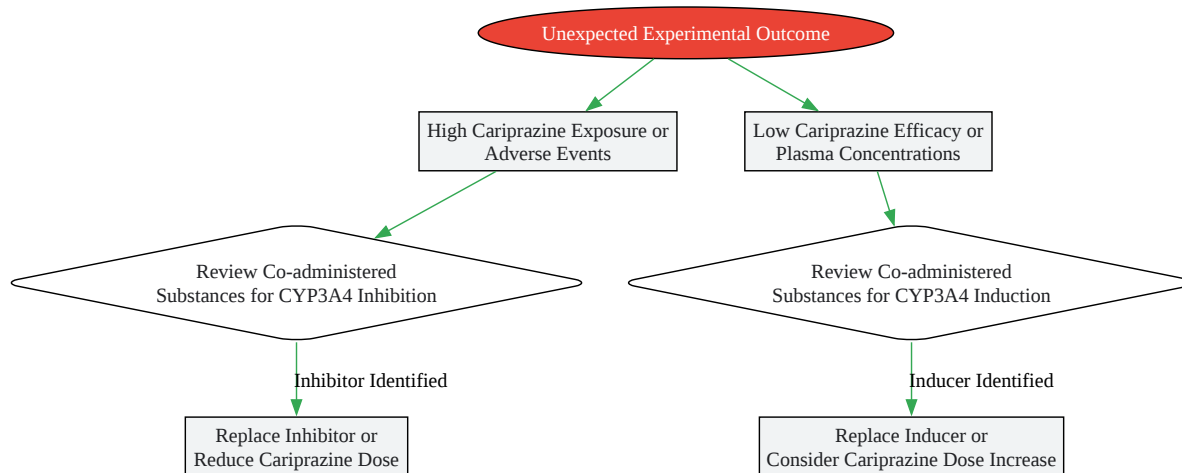 Unexpected Experimental Outcome
High Cariprazine Exposure or
Adverse Events
Low Cariprazine Efficacy or
Plasma Concentrations
Review Co-administered
Substances for CYP3A4 Inhibition
Review Co-administered
Substances for CYP3A4 Induction
Inhibitor Identified
Inducer Identified
Replace Inhibitor or
Reduce Cariprazine Dose
Replace Inducer or
Consider Cariprazine Dose Increase